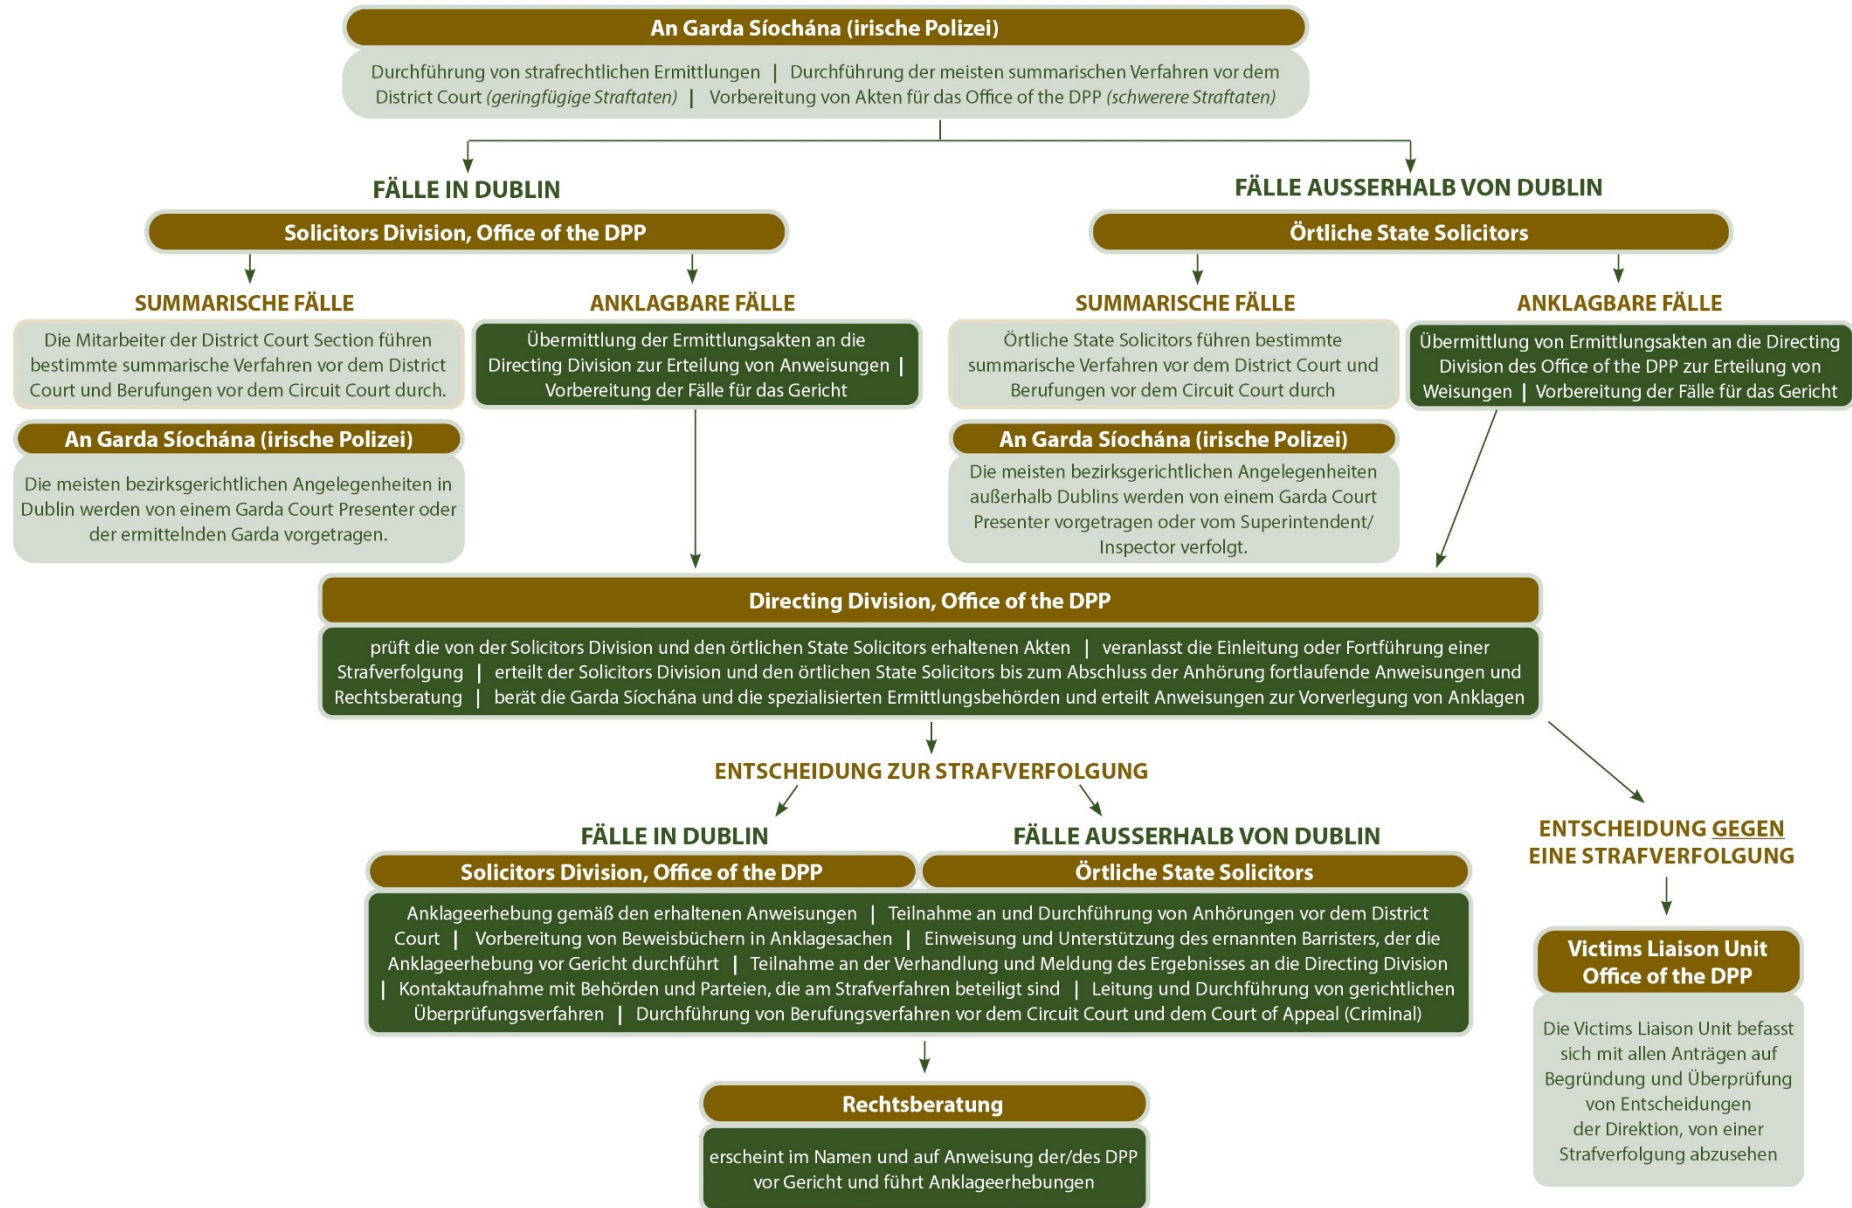 An Garda Síochána (irische Polizei)
Durchführung von strafrechtlichen Ermittlungen | Durchführung der meisten summarischen Verfahren vor dem
District Court (geringfügige Straftaten) | Vorbereitung von Akten für das Office of the DPP (schwerere Straftaten)
FÄLLE IN DUBLIN
Solicitors Division, Office of the DPP
SUMMARISCHE FÄLLE
Die Mitarbeiter der District Court Section führen
bestimmte summarische Verfahren vor dem District
Court und Berufungen vor dem Circuit Court durch.
An Garda Síochána (irische Polizei)
Die meisten bezirksgerichtlichen Angelegenheiten in
Dublin werden von einem Garda Court Presenter oder
der ermittelnden Garda vorgetragen.
ANKLAGBARE FÄLLE
Übermittlung der Ermittlungsakten an die
Directing Division zur Erteilung von Anweisungen |
Vorbereitung der Fälle für das Gericht
FÄLLE AUSSERHALB VON DUBLIN
Örtliche State Solicitors
SUMMARISCHE FÄLLE
Örtliche State Solicitors führen bestimmte
summarische Verfahren vor dem District Court und
Berufungen vor dem Circuit Court durch
An Garda Síochána (irische Polizei)
Die meisten bezirksgerichtlichen Angelegenheiten
außerhalb Dublins werden von einem Garda Court
Presenter vorgetragen oder vom Superintendent/
Inspector verfolgt.
ANKLAGBARE FÄLLE
Übermittlung von Ermittlungsakten an die Directing
Division des Office of the DPP zur Erteilung von
Weisungen | Vorbereitung der Fälle für das Gericht
Directing Division, Office of the DPP
prüft die von der Solicitors Division und den örtlichen State Solicitors erhaltenen Akten | veranlasst die Einleitung oder Fortführung einer
Strafverfolgung | erteilt der Solicitors Division und den örtlichen State Solicitors bis zum Abschluss der Anhörung fortlaufende Anweisungen und
Rechtsberatung | berät die Garda Síochána und die spezialisierten Ermittlungsbehörden und erteilt Anweisungen zur Vorverlegung von Anklagen
ENTSCHEIDUNG ZUR STRAFVERFOLGUNG
FÄLLE IN DUBLIN
FÄLLE AUSSERHALB VON DUBLIN
Solicitors Division, Office of the DPP
Örtliche State Solicitors
Anklageerhebung gemäß den erhaltenen Anweisungen | Teilnahme an und Durchführung von Anhörungen vor dem District
Court | Vorbereitung von Beweisbüchern in Anklagesachen | Einweisung und Unterstützung des ernannten Barristers, der die
Anklageerhebung vor Gericht durchführt | Teilnahme an der Verhandlung und Meldung des Ergebnisses an die Directing Division
| Kontaktaufnahme mit Behörden und Parteien, die am Strafverfahren beteiligt sind | Leitung und Durchführung von gerichtlichen
Überprüfungsverfahren | Durchführung von Berufungsverfahren vor dem Circuit Court und dem Court of Appeal (Criminal)
Rechtsberatung
erscheint im Namen und auf Anweisung der/des DPP
vor Gericht und führt Anklageerhebungen
ENTSCHEIDUNG GEGEN
EINE STRAFVERFOLGUNG
Victims Liaison Unit
Office of the DPP
Die Victims Liaison Unit befasst
sich mit allen Anträgen auf
Begründung und Überprüfung
von Entscheidungen
der Direktion, von einer
Strafverfolgung abzusehen